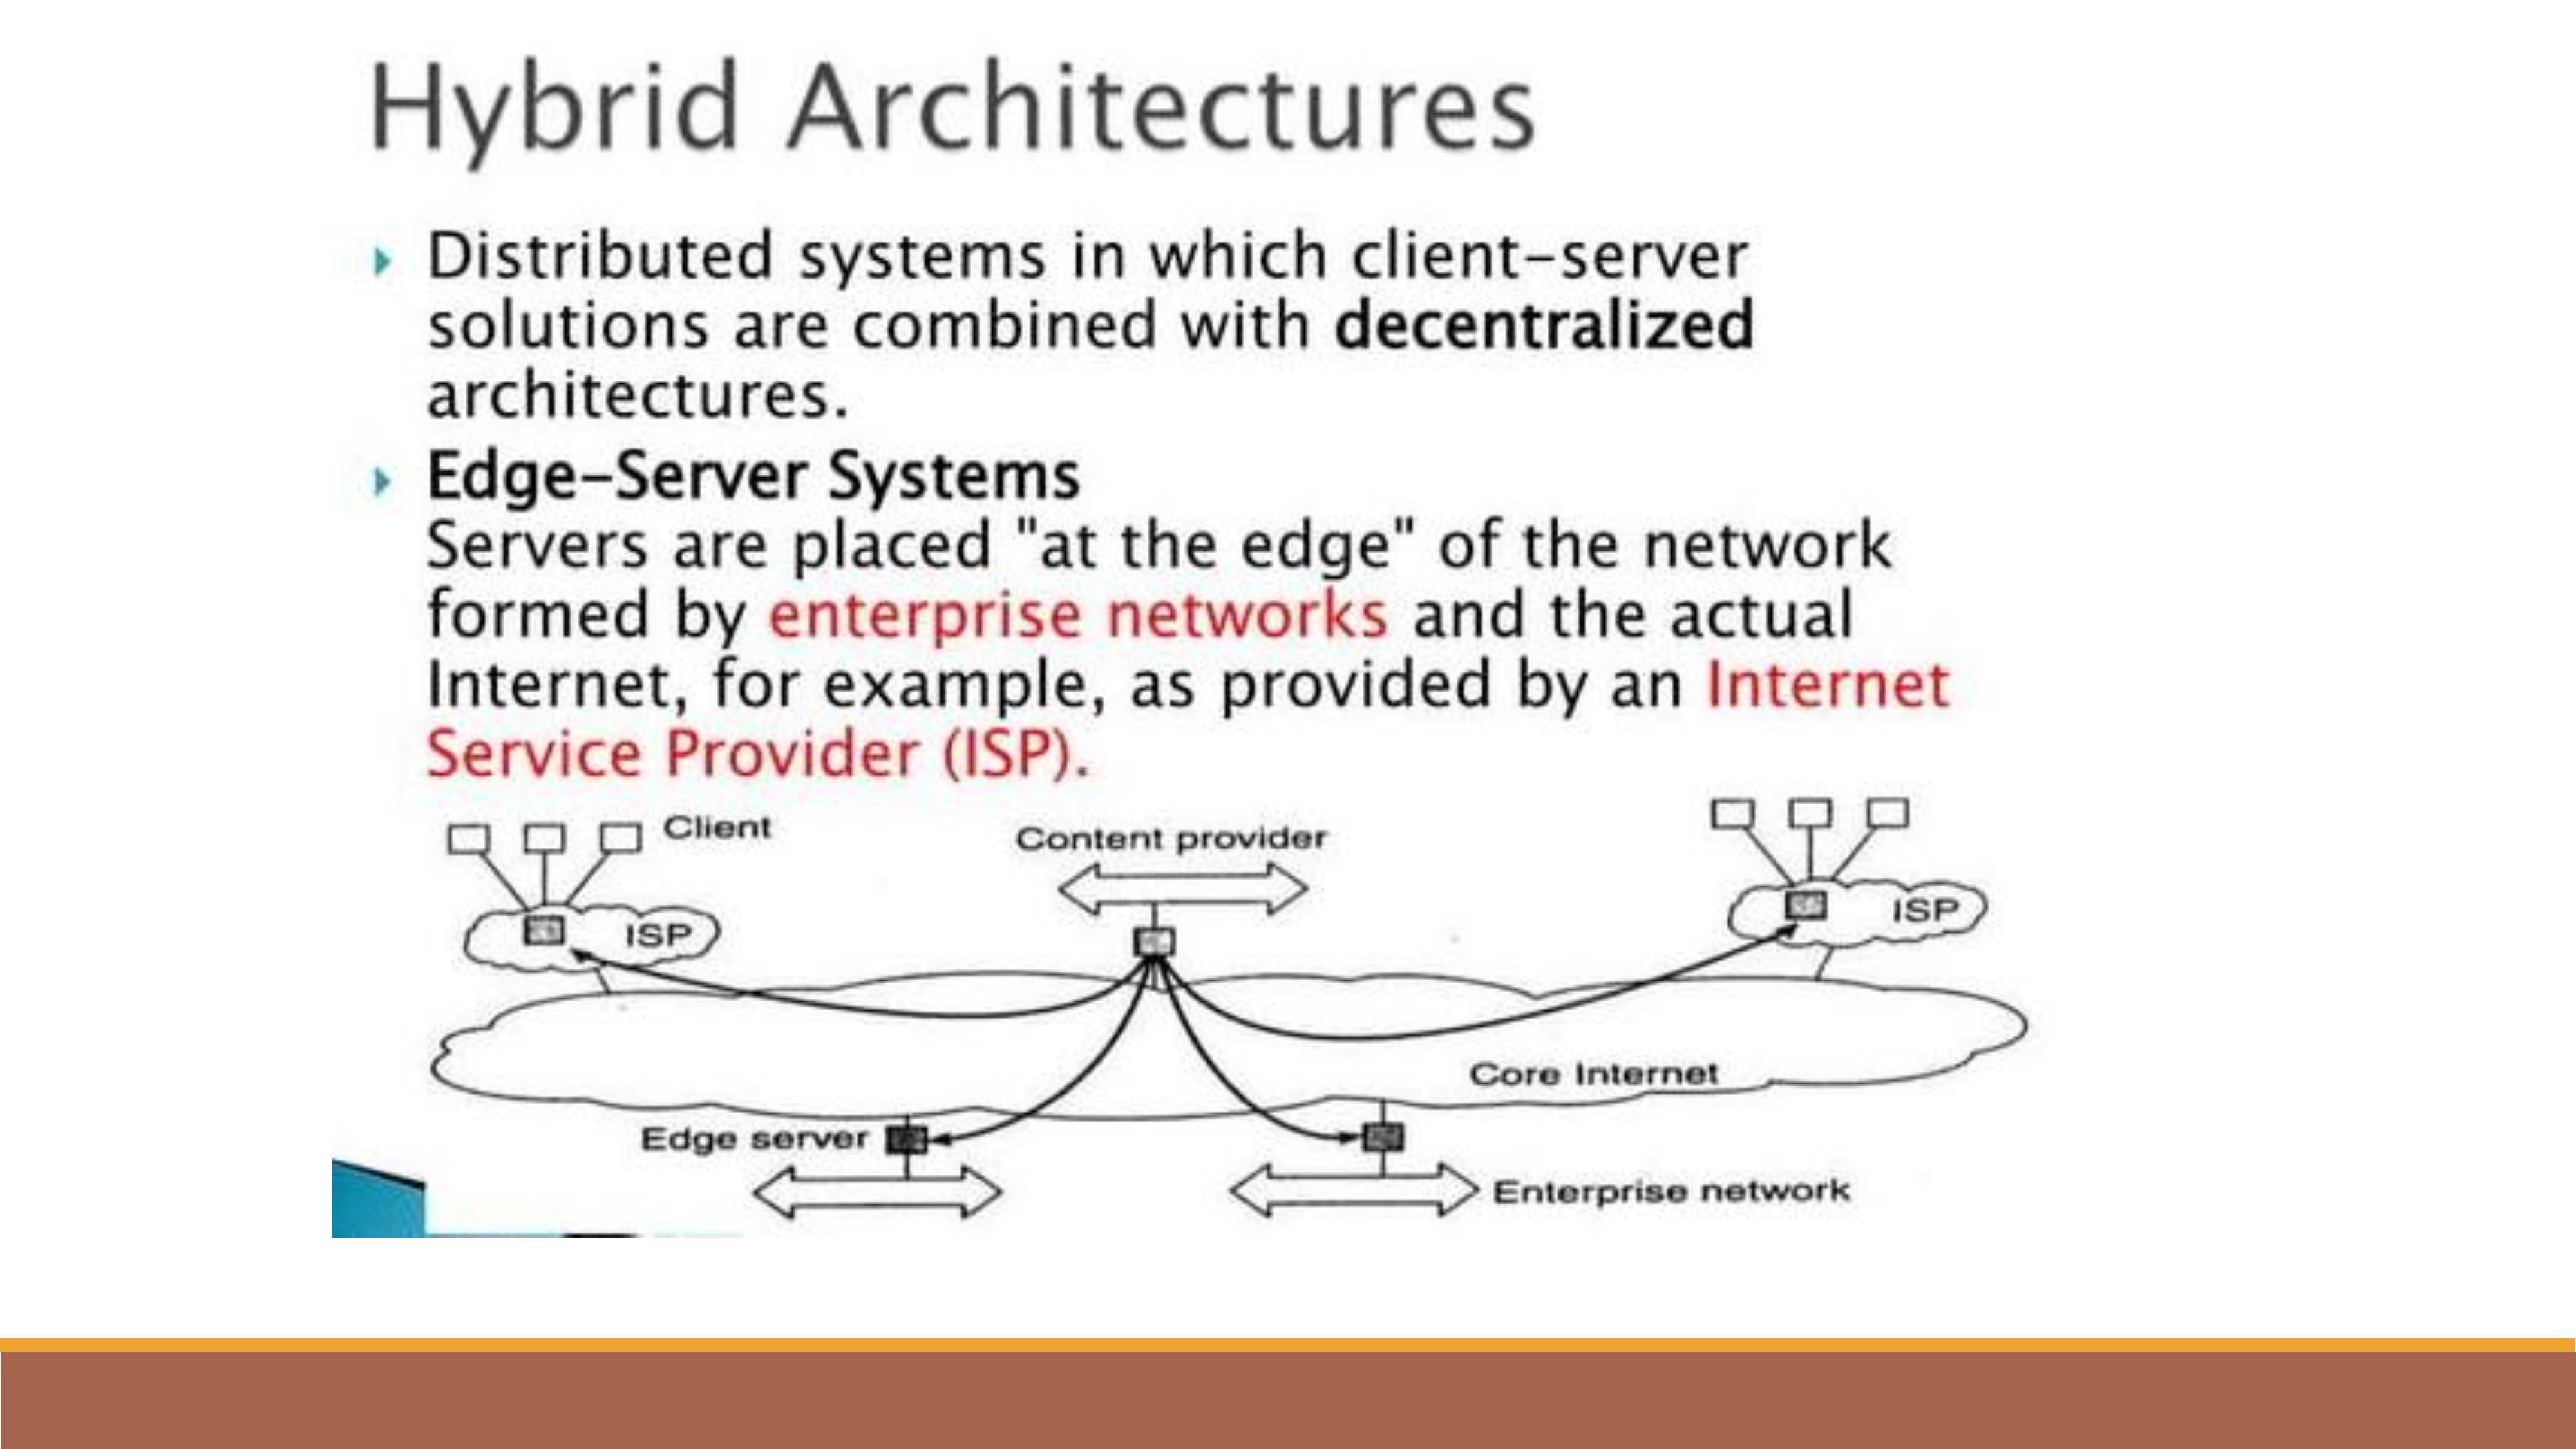 Hybrid Architectures
Distributed systems in which client-server
solutions are combined with decentralized
architectures.
Edge-Server Systems
Servers are placed "at the edge" of the network
formed by enterprise networks and the actual
Internet, for example, as provided by an Internet
Service Provider (ISP).
Client
Content provider
ISP
ISP
Core Internet
Edge server
Enterprise network